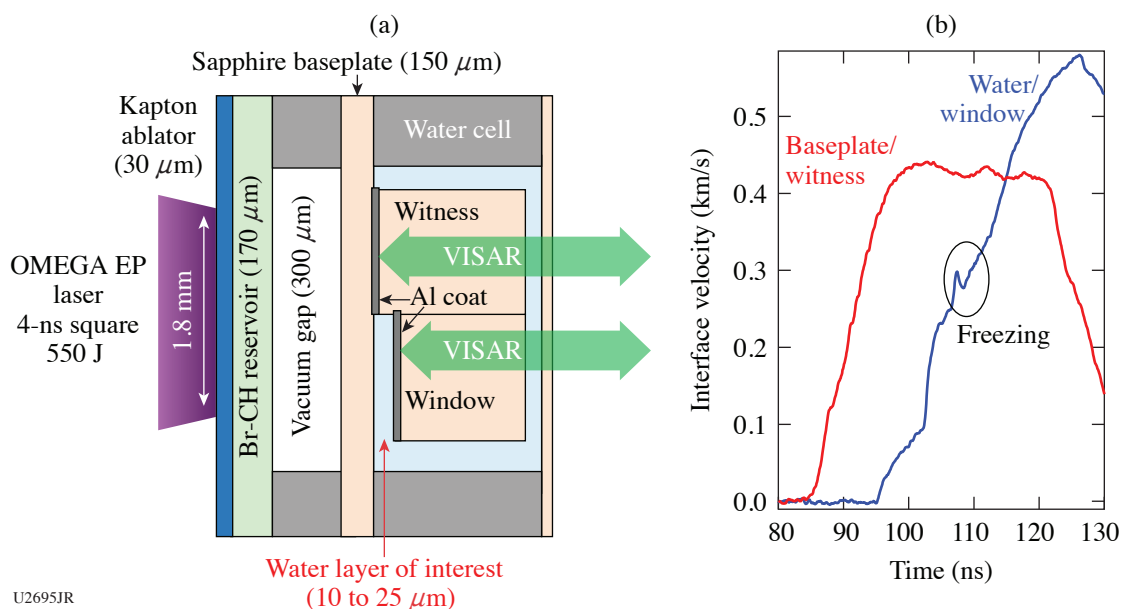 (a)
Sapphire baseplate (150 μm)
Kapton
ablator
(30 μm)
Water cell
OMEGA EP
laser
4-ns square
550 J
1.8 mm
Br-CH reservoir (170 μm)
Vacuum gap (300 μm)
Witness
VISAR
Al coat
VISAR
Window
Water layer of interest
(10 to 25 μm)
U2695JR
(b)
Water/
window
Baseplate/
witness
Freezing
Interface velocity (km/s)
0.5
0.4
0.3
0.2
0.1
0.0
80 90 100 110 120 130
Time (ns)